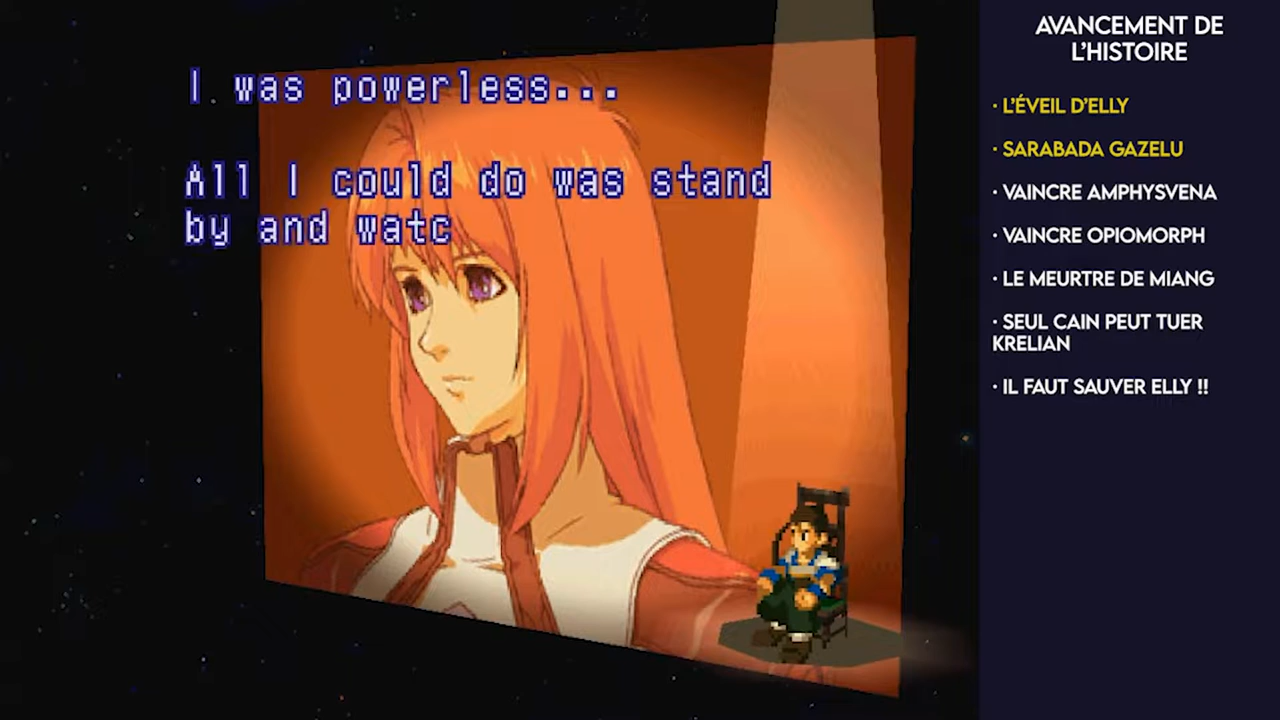 I was powerless...
All I could do was stand
by and watc
AVANCEMENT DE
L'HISTOIRE
· L'ÉVEIL D'ELLY
· SARABADA GAZELU
· VAINCRE AMPHYSVENA
· VAINCRE OPIOMORPH
· LE MEURTRE DE MIANG
· SEUL CAIN PEUT TUER
KRELIAN
· IL FAUT SAUVER ELLY !!